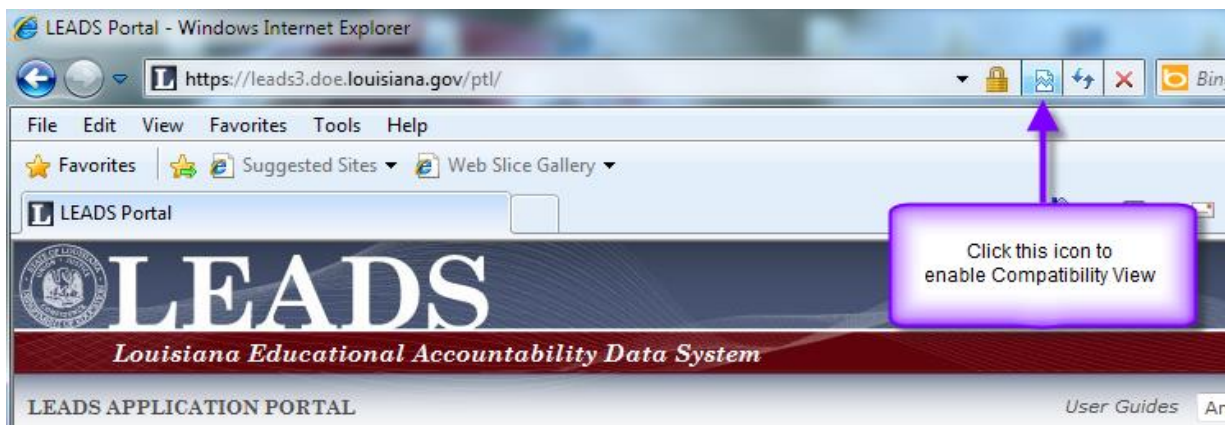 LEADS Portal - Windows Internet Explorer
https://leads3.doe.louisiana.gov/ptl/
File Edit View Favorites Tools Help
Favorites Suggested Sites Web Slice Gallery
LEADS Portal
Click this icon to
enable Compatibility View
LEADS
Louisiana Educational Accountability Data System
LEADS APPLICATION PORTAL User Guides